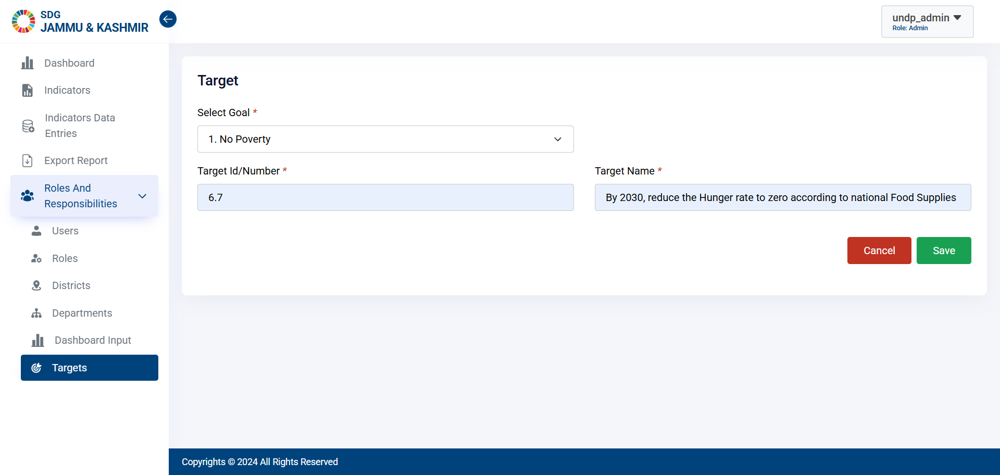 SDG
JAMMU & KASHMIR
undp_admin
Role: Admin
Dashboard
Indicators
Indicators Data
Entries
Export Report
Roles And
Responsibilities
Users
Roles
Districts
Departments
Dashboard Input
Targets
Target
Select Goal *
1. No Poverty
Target Id/Number *
Target Name *
6.7
By 2030, reduce the Hunger rate to zero according to national Food Supplies
Cancel
Save
Copyrights © 2024 All Rights Reserved